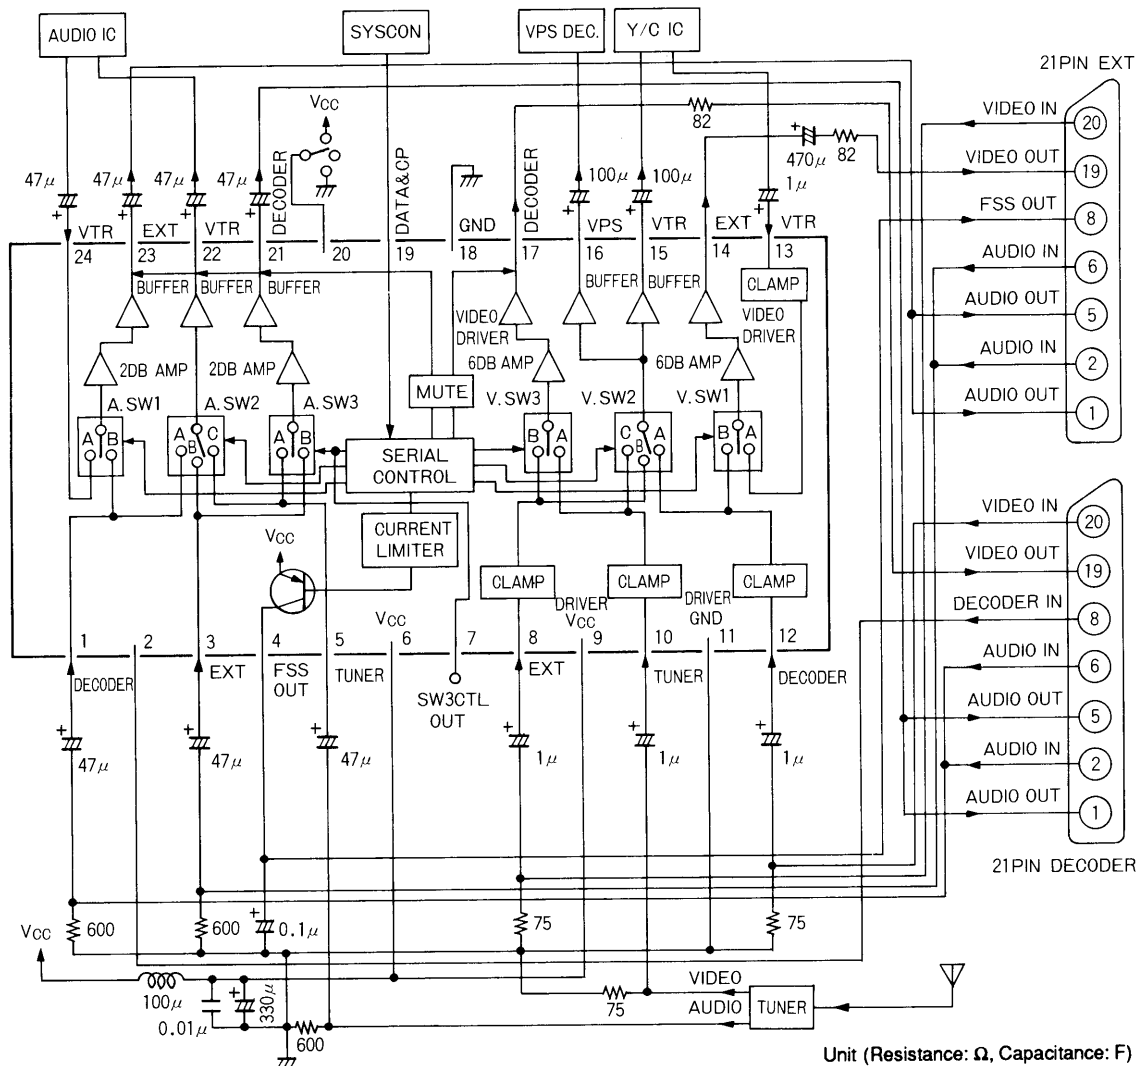 AUDIO IC
SYSCON
VPS DEC.
Y/C IC
21PIN EXT
VCC
82
VIDEO IN
20
470μ
82
VIDEO OUT
19
47μ
47μ
47μ
47μ
DECODER
DATA&CP
GND
DECODER
100μ
100μ
1μ
FSS OUT
8
VTR
EXT
VTR
VPS
VTR
EXT
VTR
24
23
22
21
20
19
18
17
16
15
14
13
AUDIO IN
6
BUFFER
BUFFER
BUFFER
BUFFER
BUFFER
CLAMP
VIDEO DRIVER
VIDEO DRIVER
AUDIO OUT
5
2DB AMP
2DB AMP
6DB AMP
6DB AMP
AUDIO IN
2
MUTE
A.SW1
A.SW2
A.SW3
V.SW3
V.SW2
V.SW1
AUDIO OUT
1
A B
A B C
A B
B A
C B A
B A
SERIAL
CONTROL
CURRENT
LIMITER
VCC
VIDEO IN
20
CLAMP
CLAMP
CLAMP
VIDEO OUT
19
VCC
DRIVER
VCC
DRIVER
GND
DECODER IN
8
1
2
3
4
5
6
7
8
9
10
11
12
DECODER
EXT
FSS
OUT
TUNER
SW3CTL
OUT
EXT
TUNER
DECODER
AUDIO IN
6
AUDIO OUT
5
47μ
47μ
47μ
1μ
1μ
1μ
AUDIO IN
2
AUDIO OUT
1
21PIN DECODER
600
600
0.1μ
75
75
VCC
100μ
0.01μ
330μ
600
75
VIDEO
AUDIO
TUNER
Unit (Resistance: Ω, Capacitance: F)